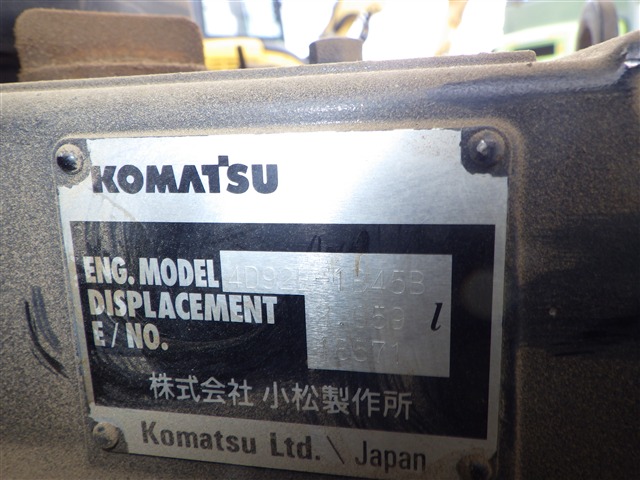 KOMATSU
ENG. MODEL
DISPLACEMENT l
E/NO.
株式会社 小松製作所
Komatsu Ltd. \ Japan